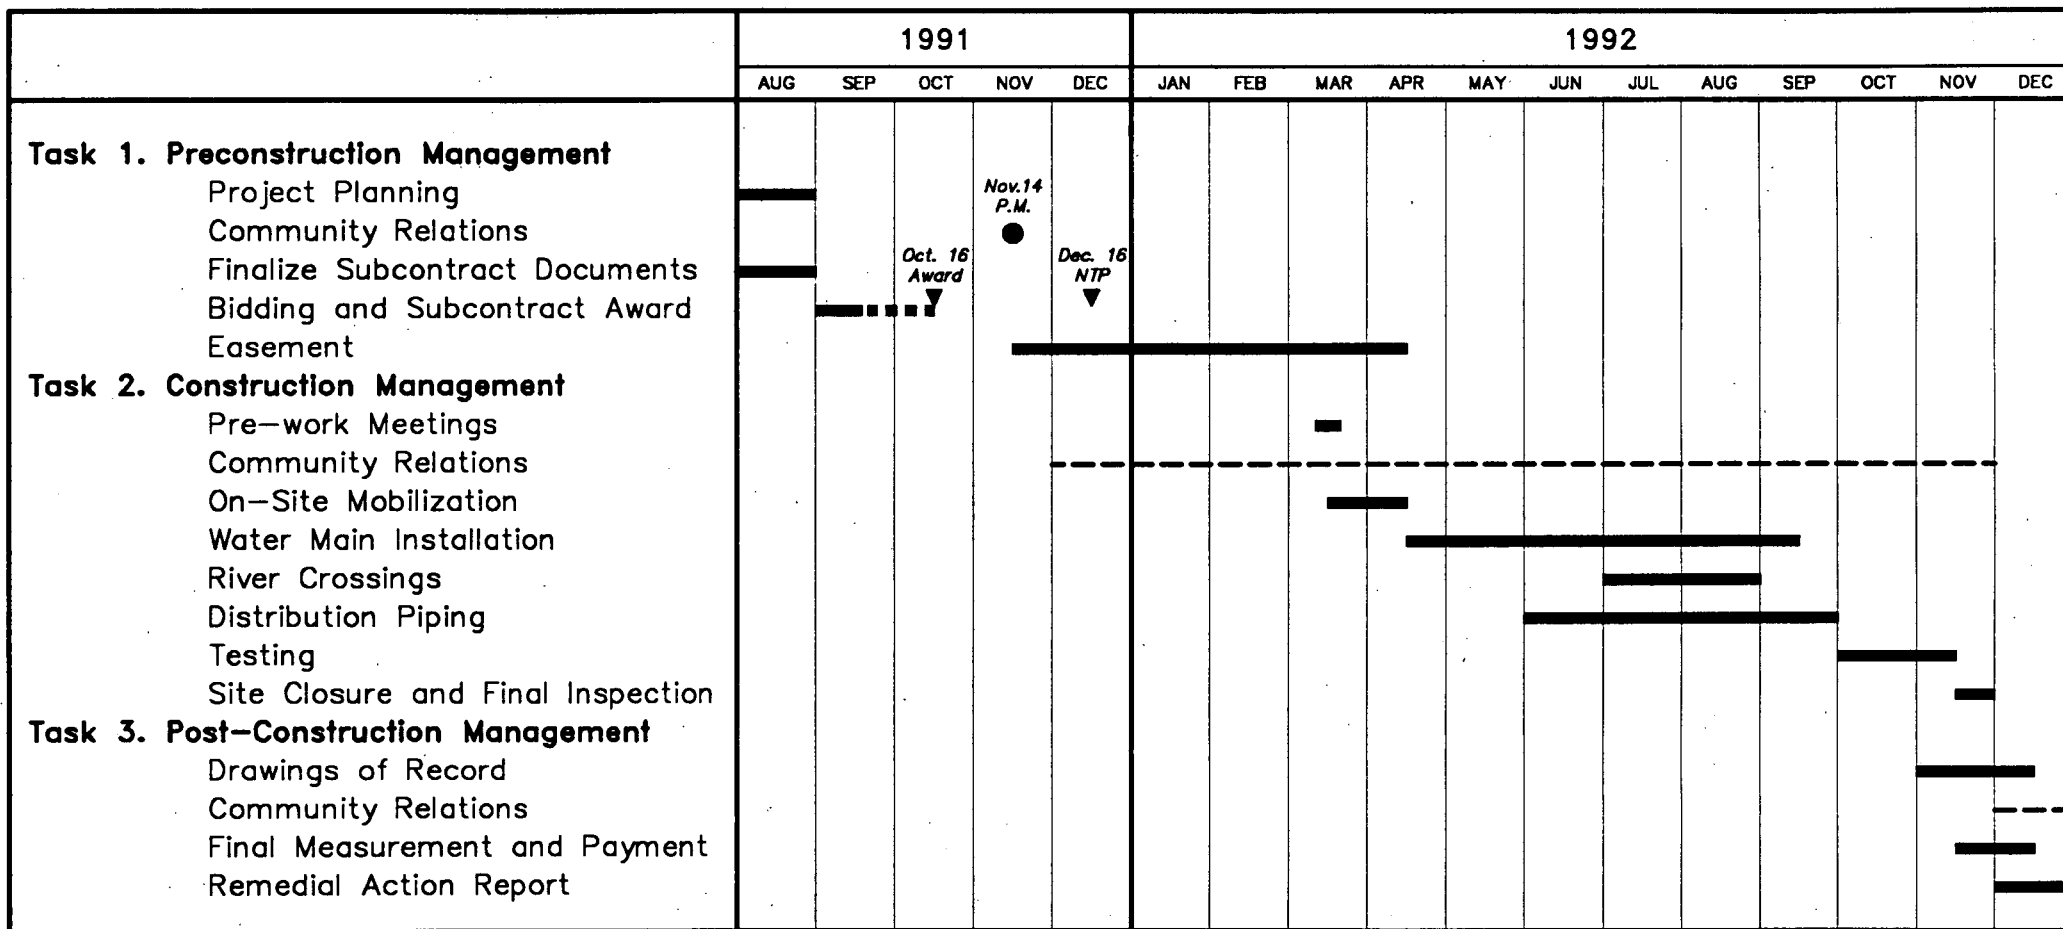 1991 1992
AUG SEP OCT NOV DEC JAN FEB MAR APR MAY JUN JUL AUG SEP OCT NOV DEC
Task 1. Preconstruction Management
Project Planning
Nov.14
P.M.
Community Relations
Oct. 16
Award
Dec. 16
NTP
Finalize Subcontract Documents
Bidding and Subcontract Award
Easement
Task 2. Construction Management
Pre-work Meetings
Community Relations
On-Site Mobilization
Water Main Installation
River Crossings
Distribution Piping
Testing
Site Closure and Final Inspection
Task 3. Post-Construction Management
Drawings of Record
Community Relations
Final Measurement and Payment
Remedial Action Report